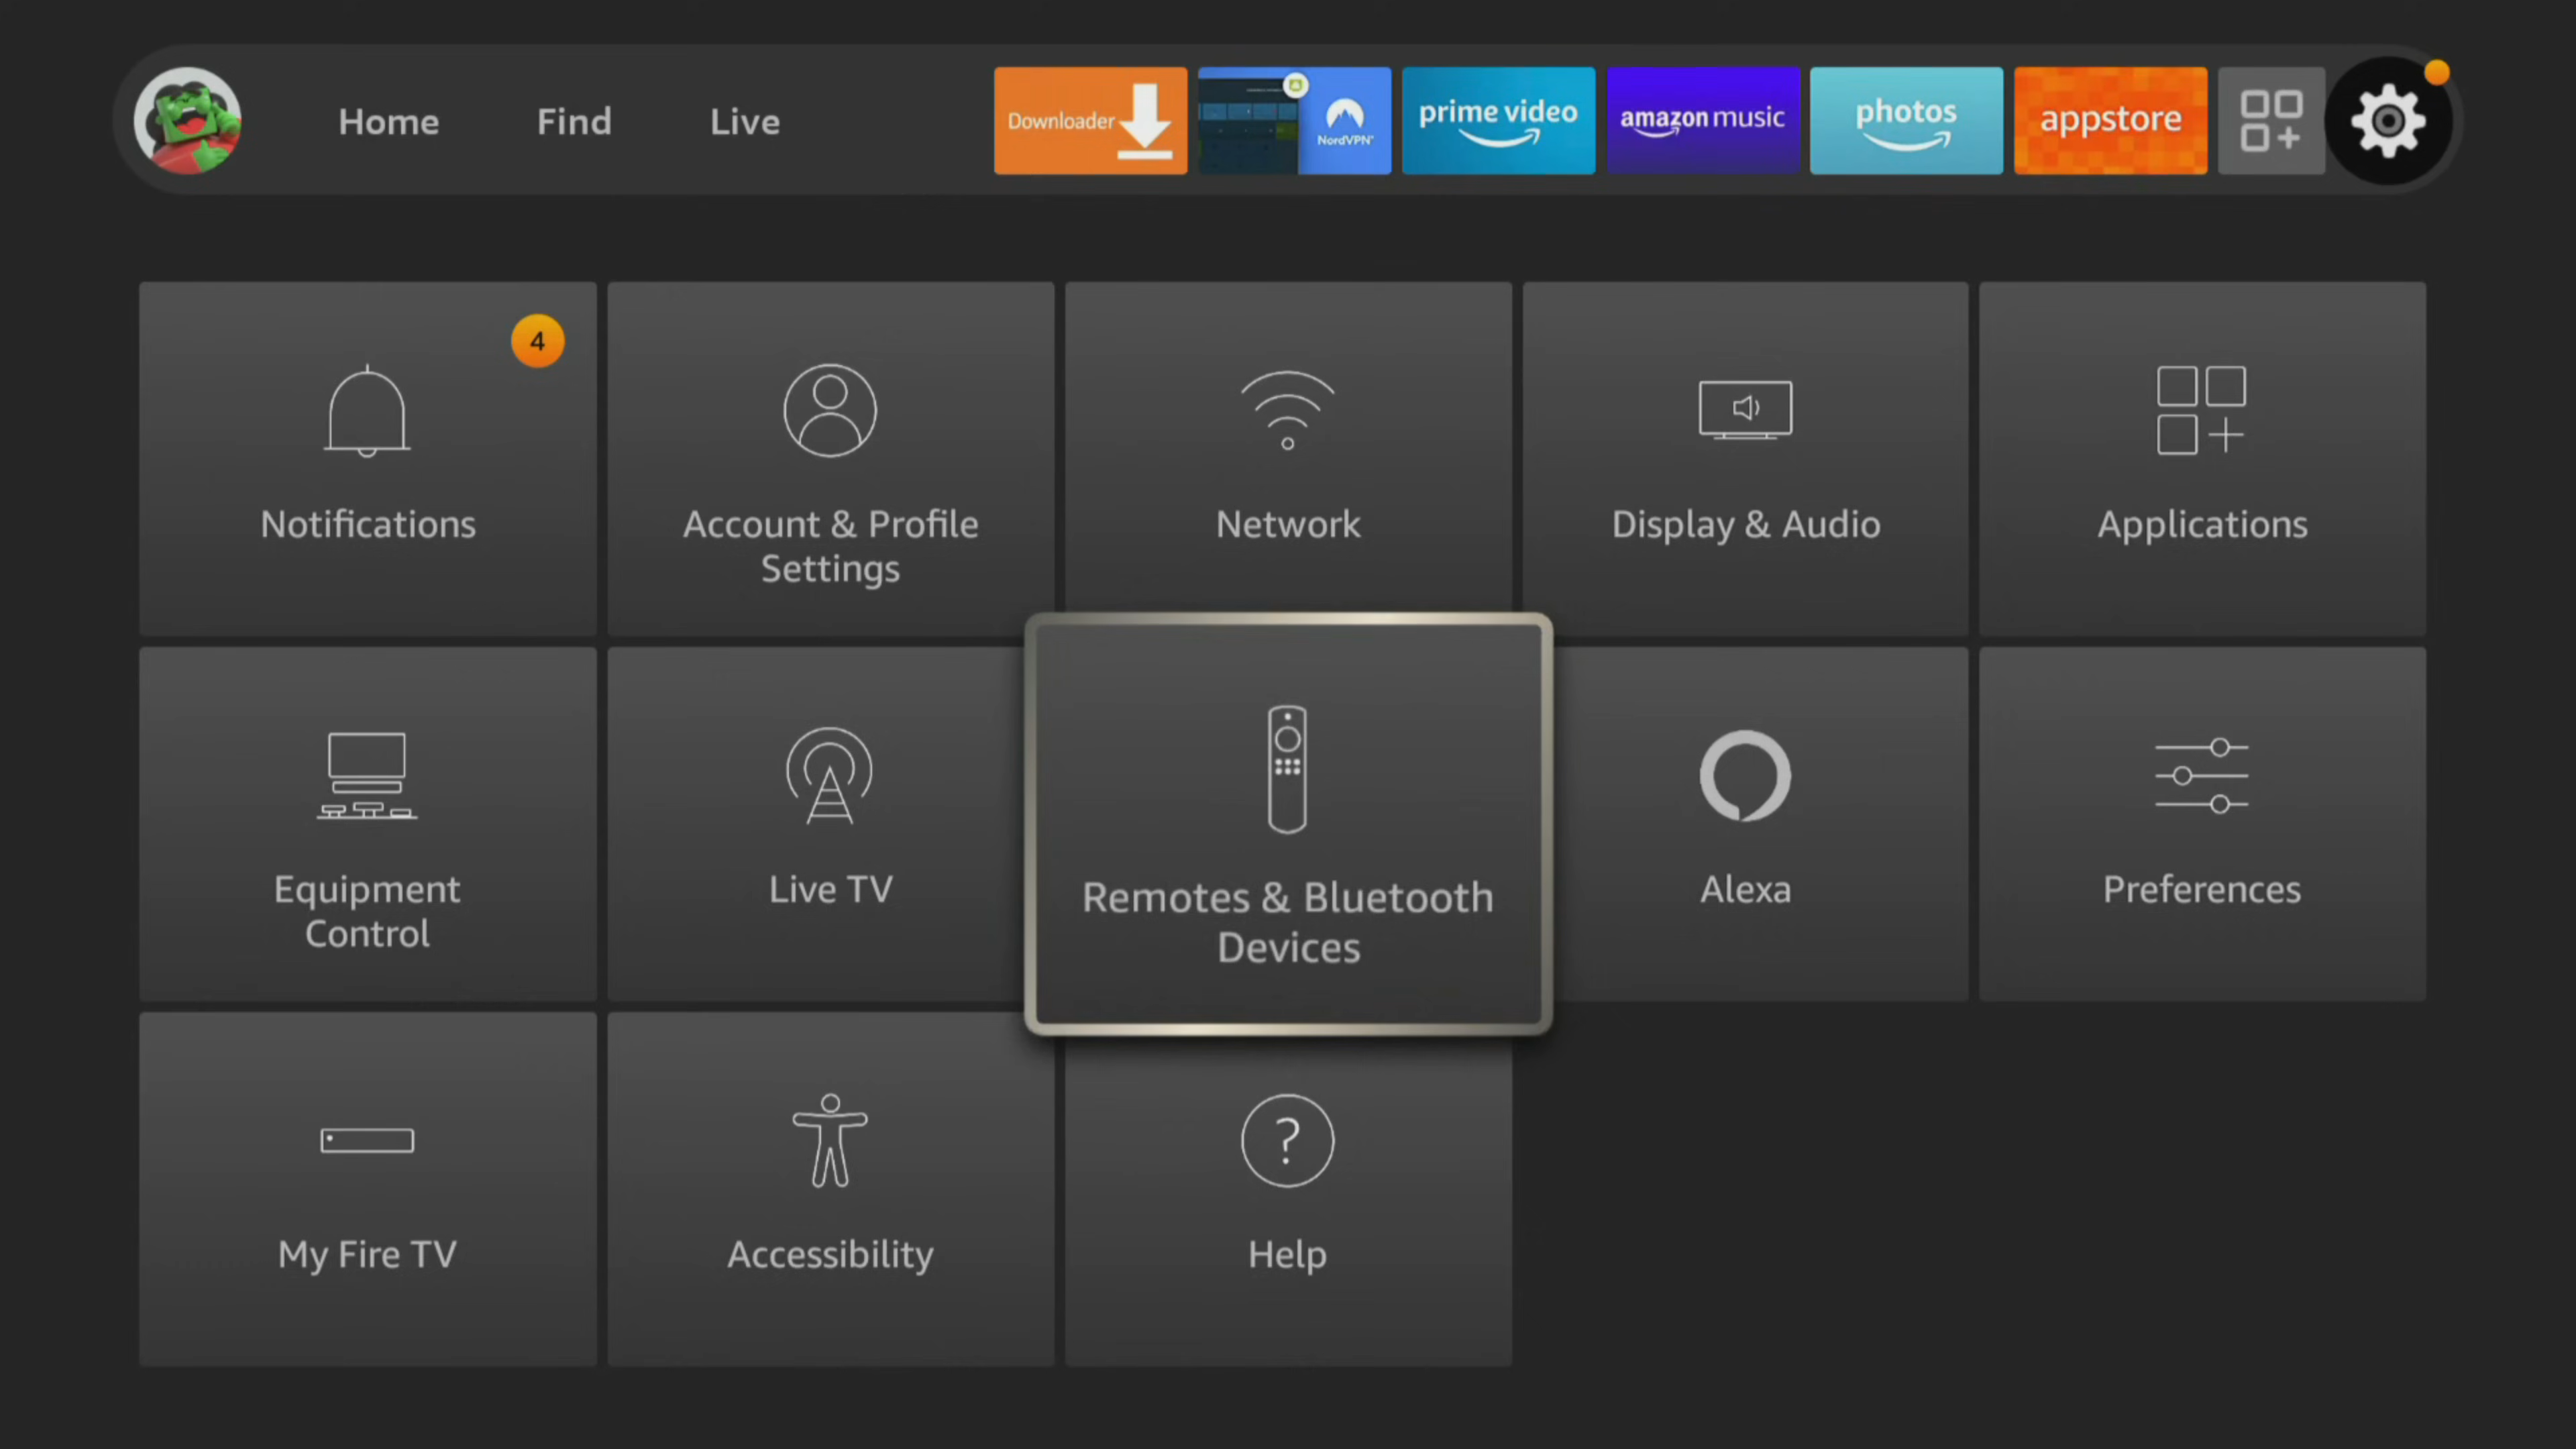 Home
Find
Live
Downloader
NordVPN®
prime video
amazon music
photos
appstore
4
Notifications
Account & Profile
Settings
Network
Display & Audio
Applications
Equipment
Control
Live TV
Remotes & Bluetooth
Devices
Alexa
Preferences
My Fire TV
Accessibility
?
Help